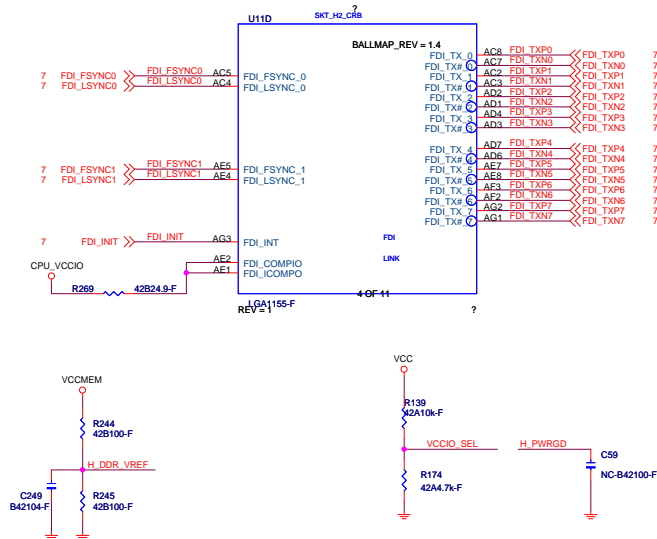 ?
U11D SKT_H2_CRB
BALLMAP_REV = 1.4
FDI_TX_0 AC8 FDI_TXP0 FDI_TXP0 7
FDI_TX#_0 AC7 FDI_TXN0 FDI_TXN0 7
7 FDI_FSYNC0 FDI_FSYNC0 AC5 FDI_FSYNC_0 FDI_TX_1 AC2 FDI_TXP1 FDI_TXP1 7
7 FDI_LSYNC0 FDI_LSYNC0 AC4 FDI_LSYNC_0 FDI_TX#_1 AC3 FDI_TXN1 FDI_TXN1 7
FDI_TX_2 AD2 FDI_TXP2 FDI_TXP2 7
FDI_TX#_2 AD1 FDI_TXN2 FDI_TXN2 7
FDI_TX_3 AD4 FDI_TXP3 FDI_TXP3 7
FDI_TX#_3 AD3 FDI_TXN3 FDI_TXN3 7
FDI_TX_4 AD7 FDI_TXP4 FDI_TXP4 7
FDI_TX#_4 AD6 FDI_TXN4 FDI_TXN4 7
7 FDI_FSYNC1 FDI_FSYNC1 AE5 FDI_FSYNC_1 FDI_TX_5 AE7 FDI_TXP5 FDI_TXP5 7
7 FDI_LSYNC1 FDI_LSYNC1 AE4 FDI_LSYNC_1 FDI_TX#_5 AE8 FDI_TXN5 FDI_TXN5 7
FDI_TX_6 AF3 FDI_TXP6 FDI_TXP6 7
FDI_TX#_6 AF2 FDI_TXN6 FDI_TXN6 7
FDI_TX_7 AG2 FDI_TXP7 FDI_TXP7 7
FDI_TX#_7 AG1 FDI_TXN7 FDI_TXN7 7
7 FDI_INIT FDI_INIT AG3 FDI_INT FDI
LINK
AE2 FDI_COMPIO
CPU_VCCIO AE1 FDI_ICOMPO
R269 42B24.9-F
4 OF 11
LGA1155-F
REV = 1 ?
VCC
VCCMEM
R139
42A10k-F
R244
42B100-F
VCCIO_SEL H_PWRGD
C59
NC-B42100-F
H_DDR_VREF
R174
42A4.7k-F
C249
B42104-F
R245
42B100-F